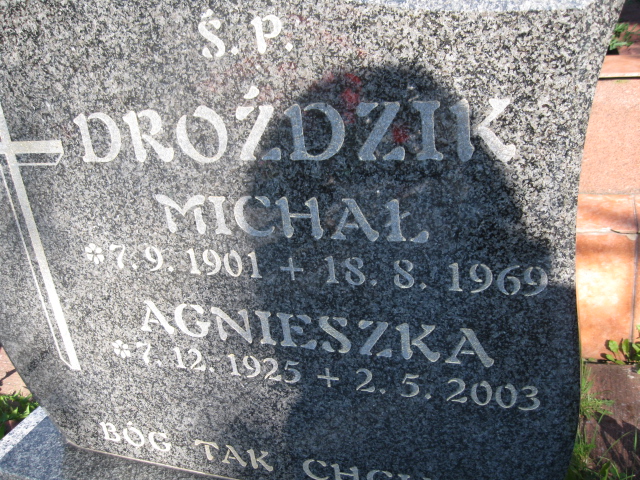 Ś.P.
DROŹDZIK
MICHAŁ
* 7.9.1901 + 18.8.1969
AGNIESZKA
* 7.12.1925 + 2.5.2003
BÓG TAK